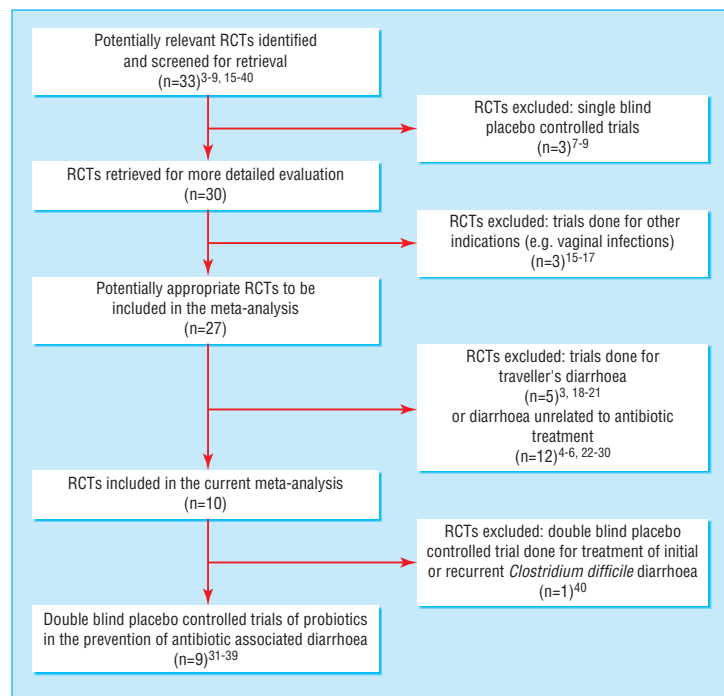 Potentially relevant RCTs identified
and screened for retrieval
(n=33)3-9, 15-40
RCTs excluded: single blind
placebo controlled trials
(n=3)7-9
RCTs retrieved for more detailed evaluation
(n=30)
RCTs excluded: trials done for other
indications (e.g. vaginal infections)
(n=3)15-17
Potentially appropriate RCTs to be
included in the meta-analysis
(n=27)
RCTs excluded: trials done for
traveller's diarrhoea
(n=5)3, 18-21
or diarrhoea unrelated to antibiotic
treatment
(n=12)4-6, 22-30
RCTs included in the current meta-analysis
(n=10)
RCTs excluded: double blind placebo
controlled trial done for treatment of initial
or recurrent Clostridium difficile diarrhoea
(n=1)40
Double blind placebo controlled trials of probiotics
in the prevention of antibiotic associated diarrhoea
(n=9)31-39